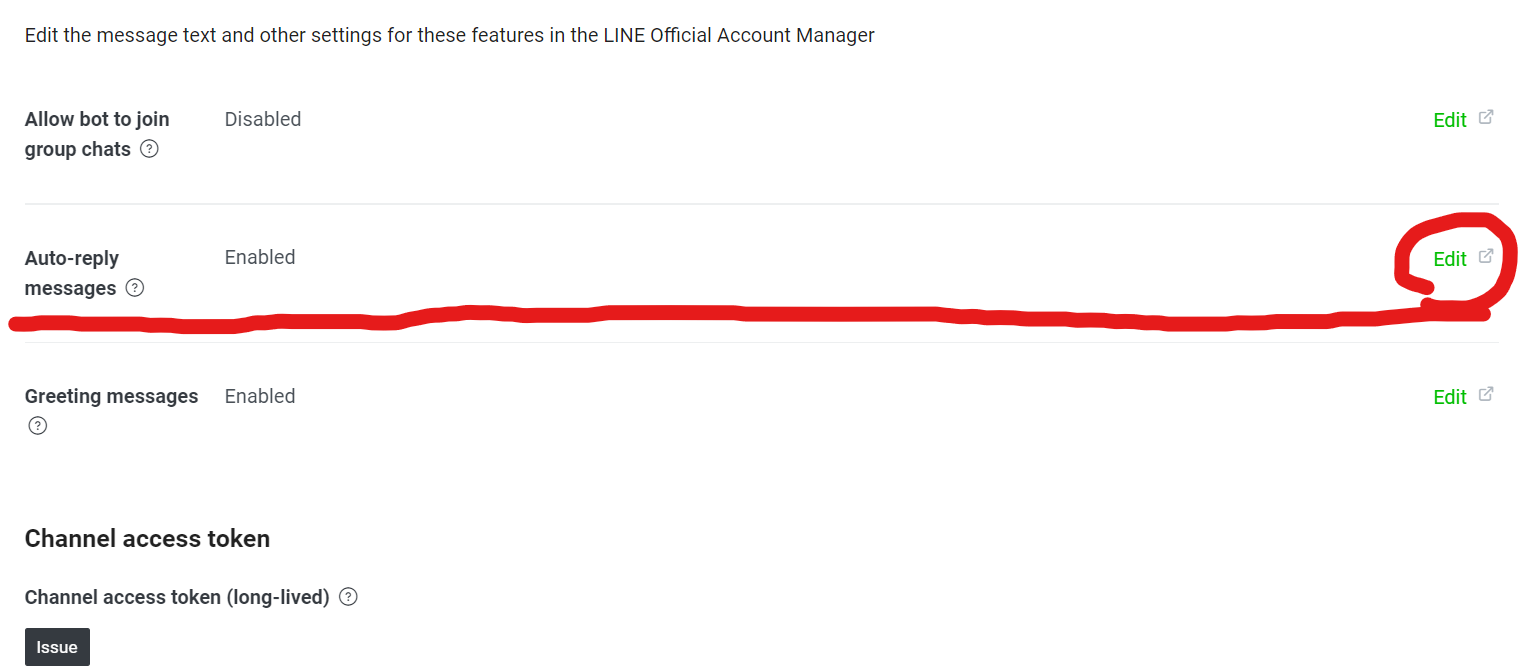 Edit the message text and other settings for these features in the LINE Official Account Manager
Allow bot to join
group chats ?
Disabled
Edit
Auto-reply
messages ?
Enabled
Edit
Greeting messages
?
Enabled
Edit
Channel access token
Channel access token (long-lived) ?
Issue